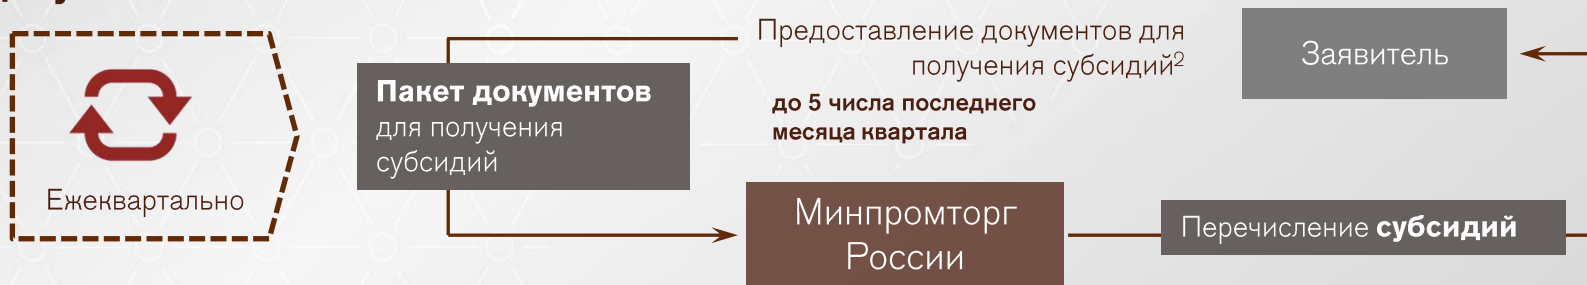 Предоставление документов для
получения субсидий2
до 5 числа последнего
месяца квартала
Заявитель
Пакет документов
для получения
субсидий
Ежеквартально
Минпромторг
России
Перечисление субсидий